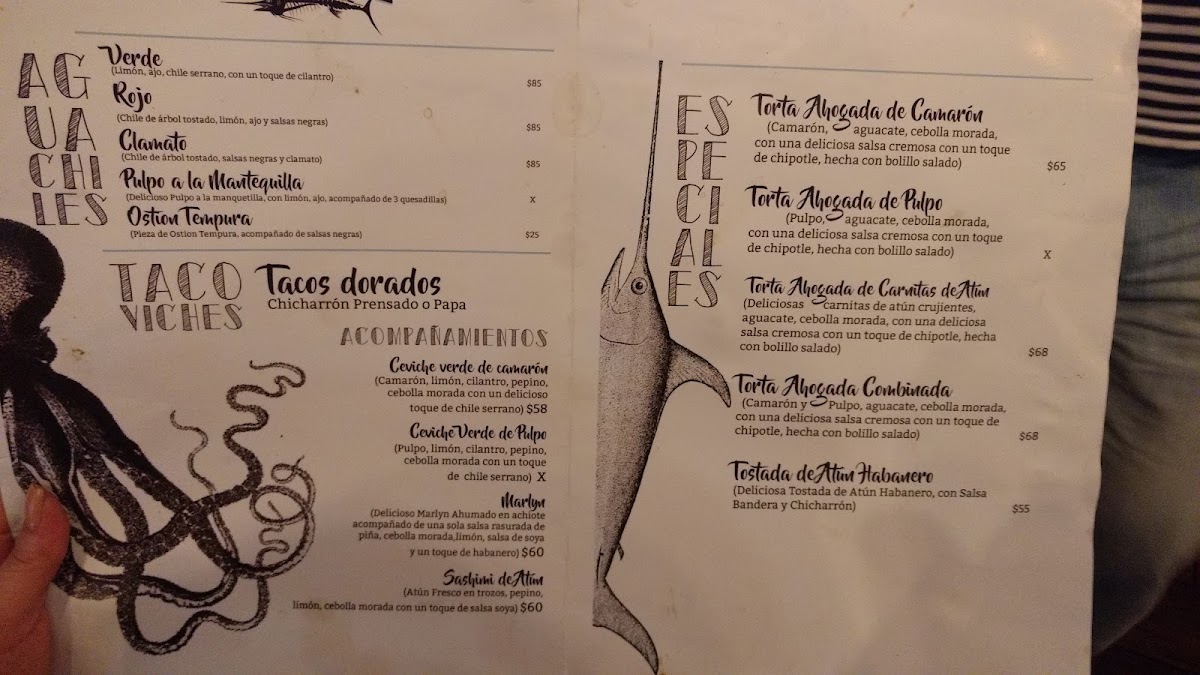 AGUACHILES
Verde
(Limón, ajo, chile serrano, con un toque de cilantro)
$85
Rojo
(Chile de árbol tostado, limón, ajo y salsas negras)
$85
Clamato
(Chile de árbol tostado, salsas negras y clamato)
$85
Pulpo a la Mantequilla
(Delicioso Pulpo a la manquetilla, con limón, ajo, acompañado de 3 quesadillas)
x
Ostion Tempura
(Pieza de Ostion Tempura, acompañado de salsas negras)
$25
TACO
VICHES
Tacos dorados
Chicharrón Prensado o Papa
ACOMPAÑAMIENTOS
Ceviche verde de camarón
(Camarón, limón, cilantro, pepino,
cebolla morada con un delicioso
toque de chile serrano) $58
Ceviche Verde de Pulpo
(Pulpo, limón, cilantro, pepino,
cebolla morada con un toque
de chile serrano) X
Marlyn
(Delicioso Marlyn Ahumado en achiote
acompañado de una sola salsa rasurada de
piña, cebolla morada,limón, salsa de soya
y un toque de habanero) $60
Sashimi de Atún
(Atún Fresco en trozos, pepino,
limón, cebolla morada con un toque de salsa soya) $60
ESPECIALES
Torta Ahogada de Camarón
(Camarón, aguacate, cebolla morada,
con una deliciosa salsa cremosa con un toque
de chipotle, hecha con bolillo salado)
$65
Torta Ahogada de Pulpo
(Pulpo, aguacate, cebolla morada,
con una deliciosa salsa cremosa con un toque
de chipotle, hecha con bolillo salado)
x
Torta Ahogada de Carnitas de Atún
(Deliciosas carnitas de atún crujientes,
aguacate, cebolla morada, con una deliciosa
salsa cremosa con un toque de chipotle, hecha
con bolillo salado)
$68
Torta Ahogada Combinada
(Camarón y Pulpo, aguacate, cebolla morada,
con una deliciosa salsa cremosa con un toque de
chipotle, hecha con bolillo salado)
$68
Tostada de Atún Habanero
(Deliciosa Tostada de Atún Habanero, con Salsa
Bandera y Chicharrón)
$55